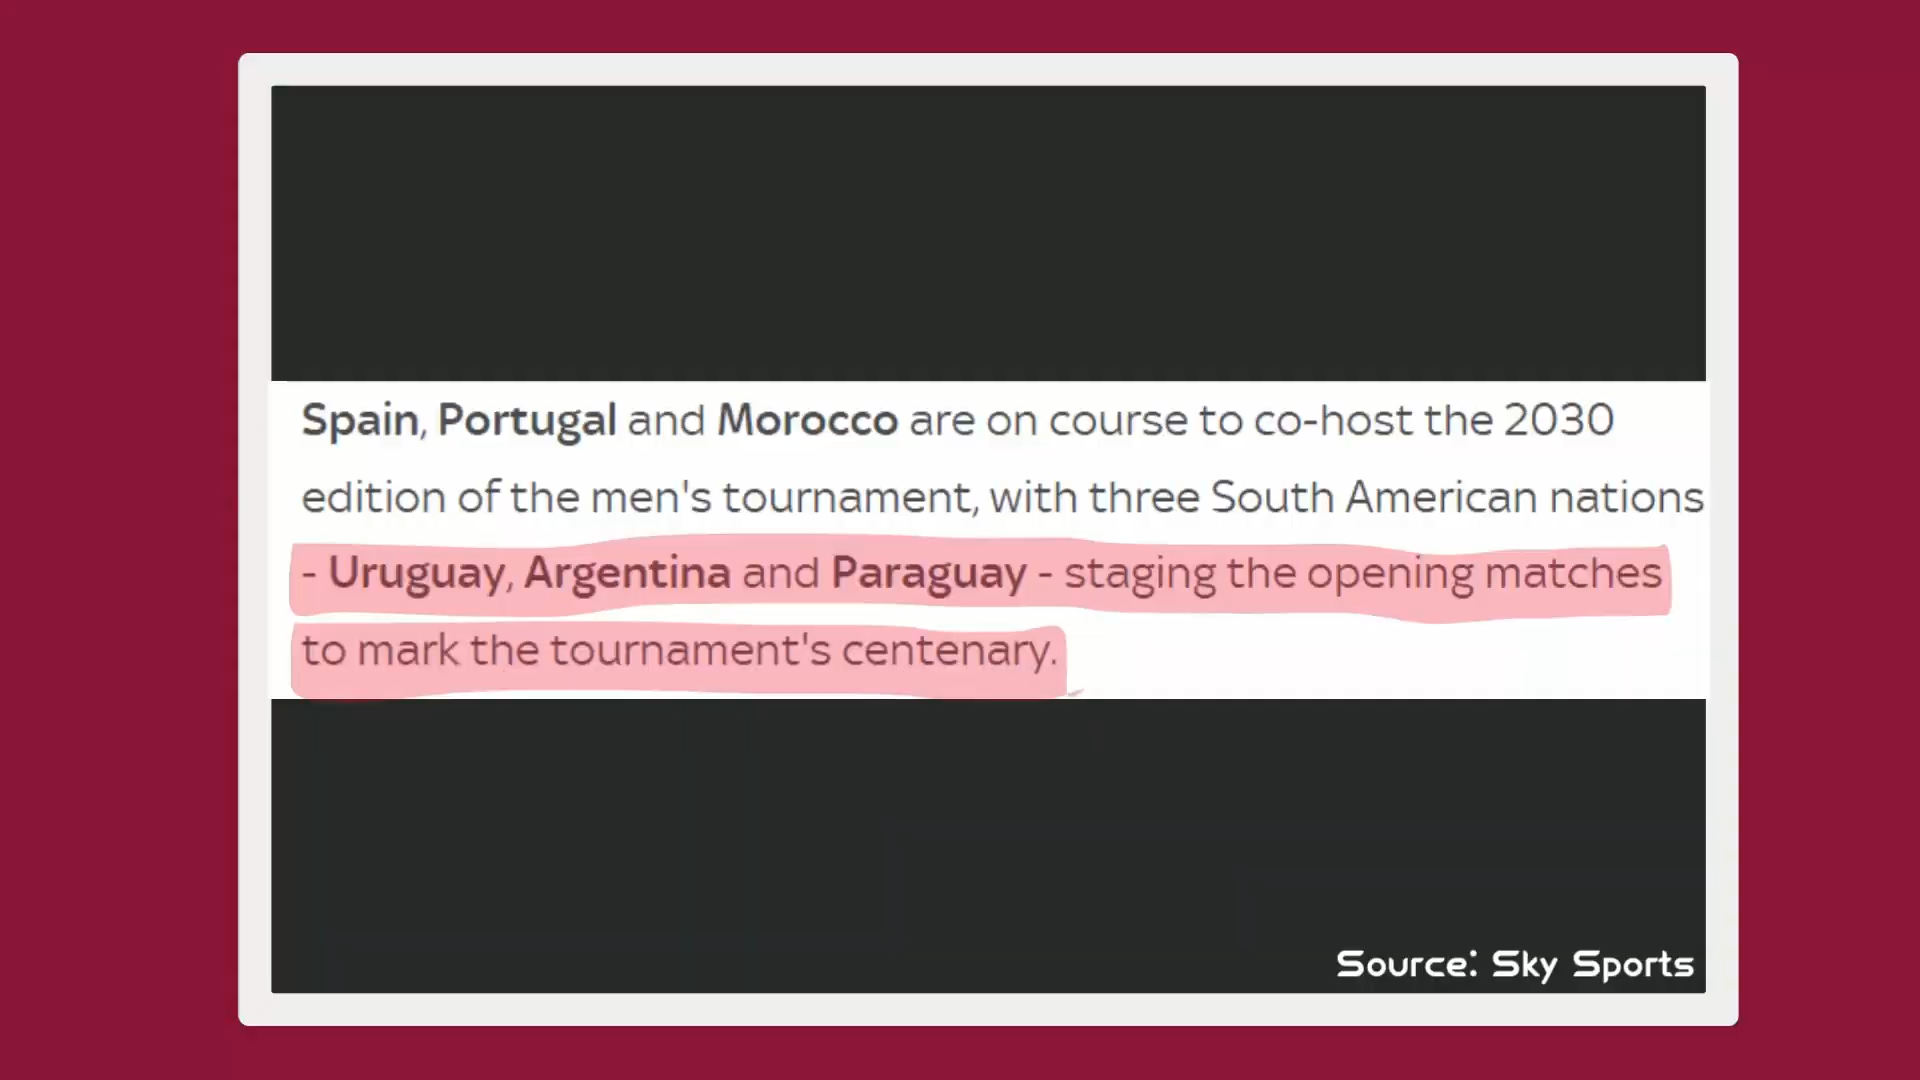 Spain, Portugal and Morocco are on course to co-host the 2030
edition of the men's tournament, with three South American nations
- Uruguay, Argentina and Paraguay - staging the opening matches
to mark the tournament's centenary.
Source: Sky Sports